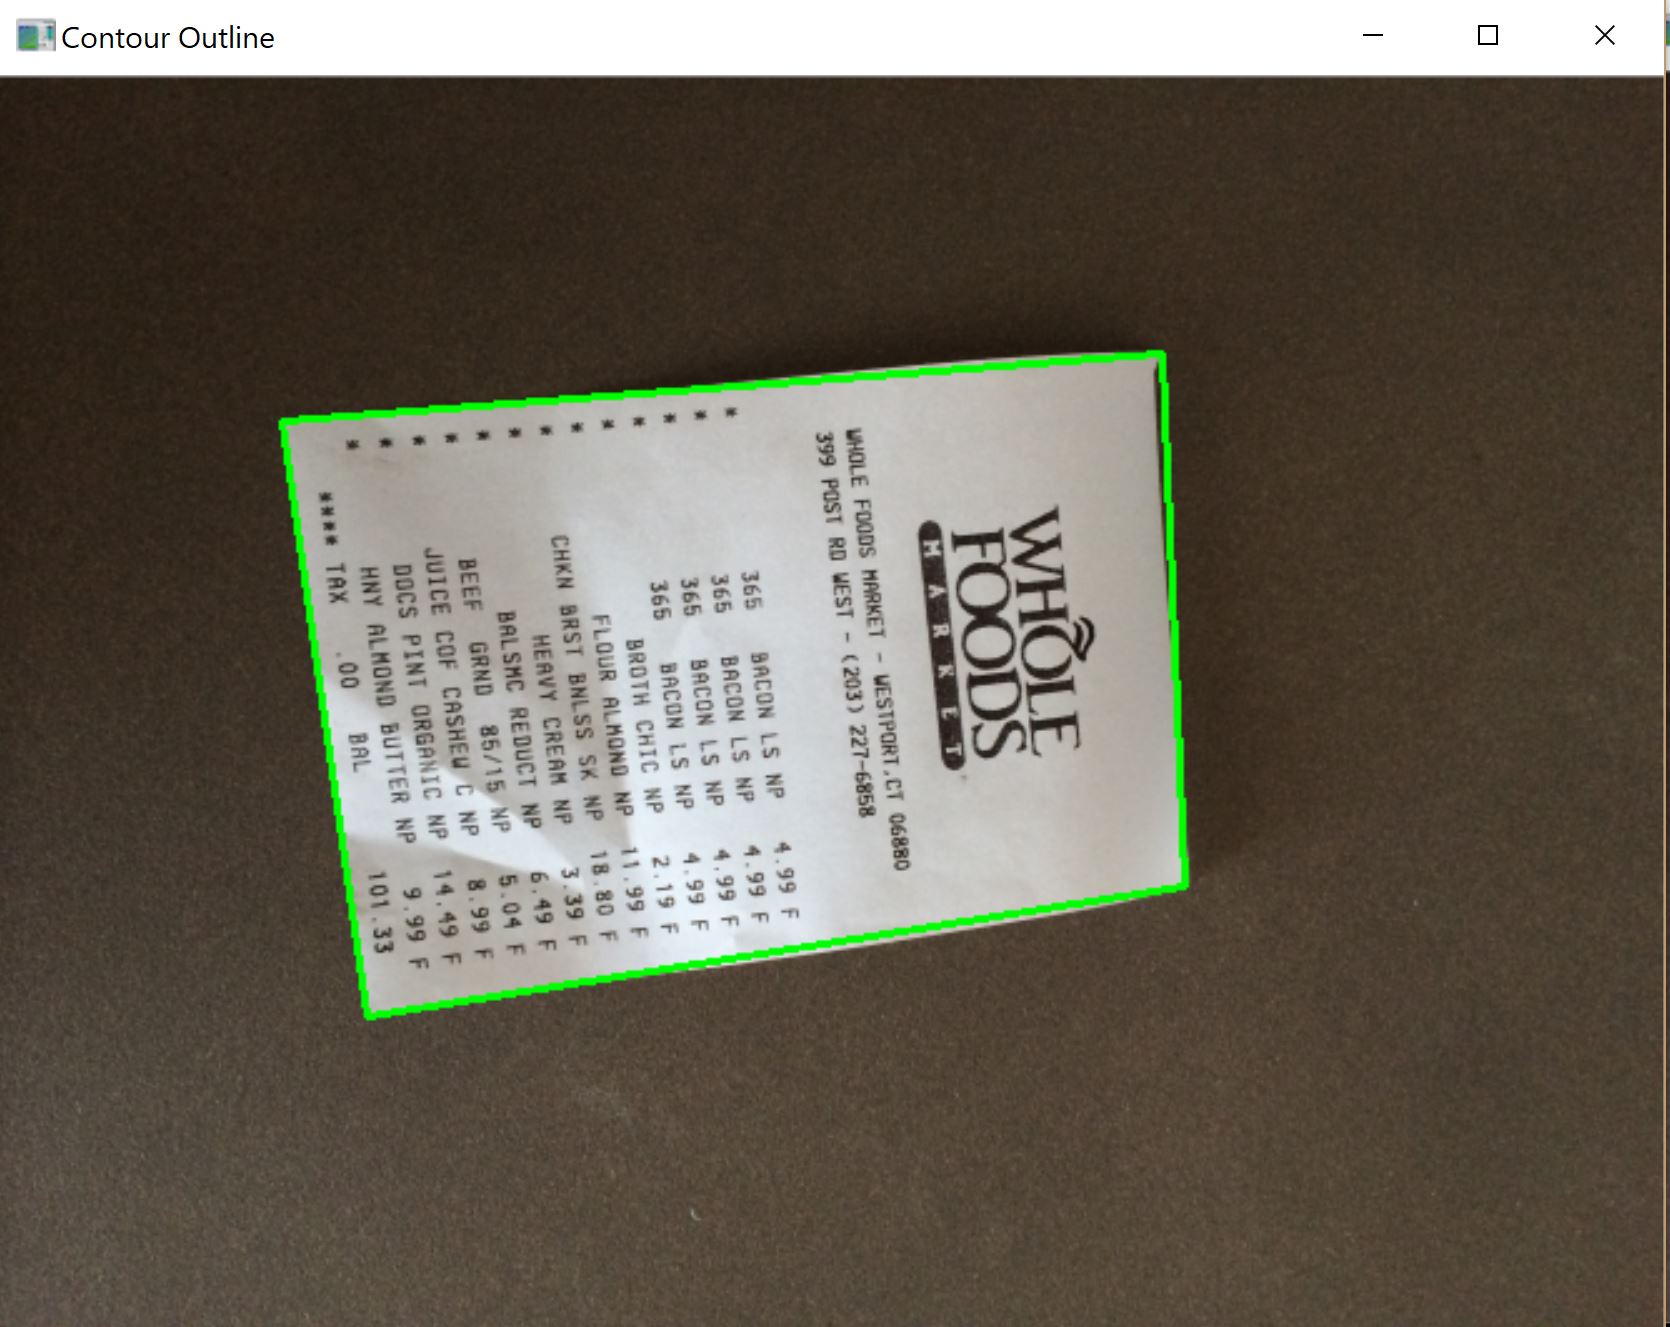 Contour Outline
WHOLE
FOODS
MARKET
WHOLE FOODS MARKET - WESTPORT,CT 06880
399 POST RD WEST - (203) 227-6858
* 365 BACON LS NP 4.99 F
* 365 BACON LS NP 4.99 F
* 365 BACON LS NP 4.99 F
* 365 BACON LS NP 4.99 F
* BROTH CHIC NP 2.19 F
* FLOUR ALMOND NP 11.99 F
* CHKN BRST BNLSS SK NP 18.80 F
* HEAVY CREAM NP 3.39 F
* BALSMC REDUCT NP 6.49 F
* BEEF GRND 85/15 NP 5.04 F
* JUICE COF CASHEW C NP 8.99 F
* DOCS PINT ORGANIC NP 14.49 F
* HNY ALMOND BUTTER NP 9.99 F
**** TAX .00 BAL 101.33